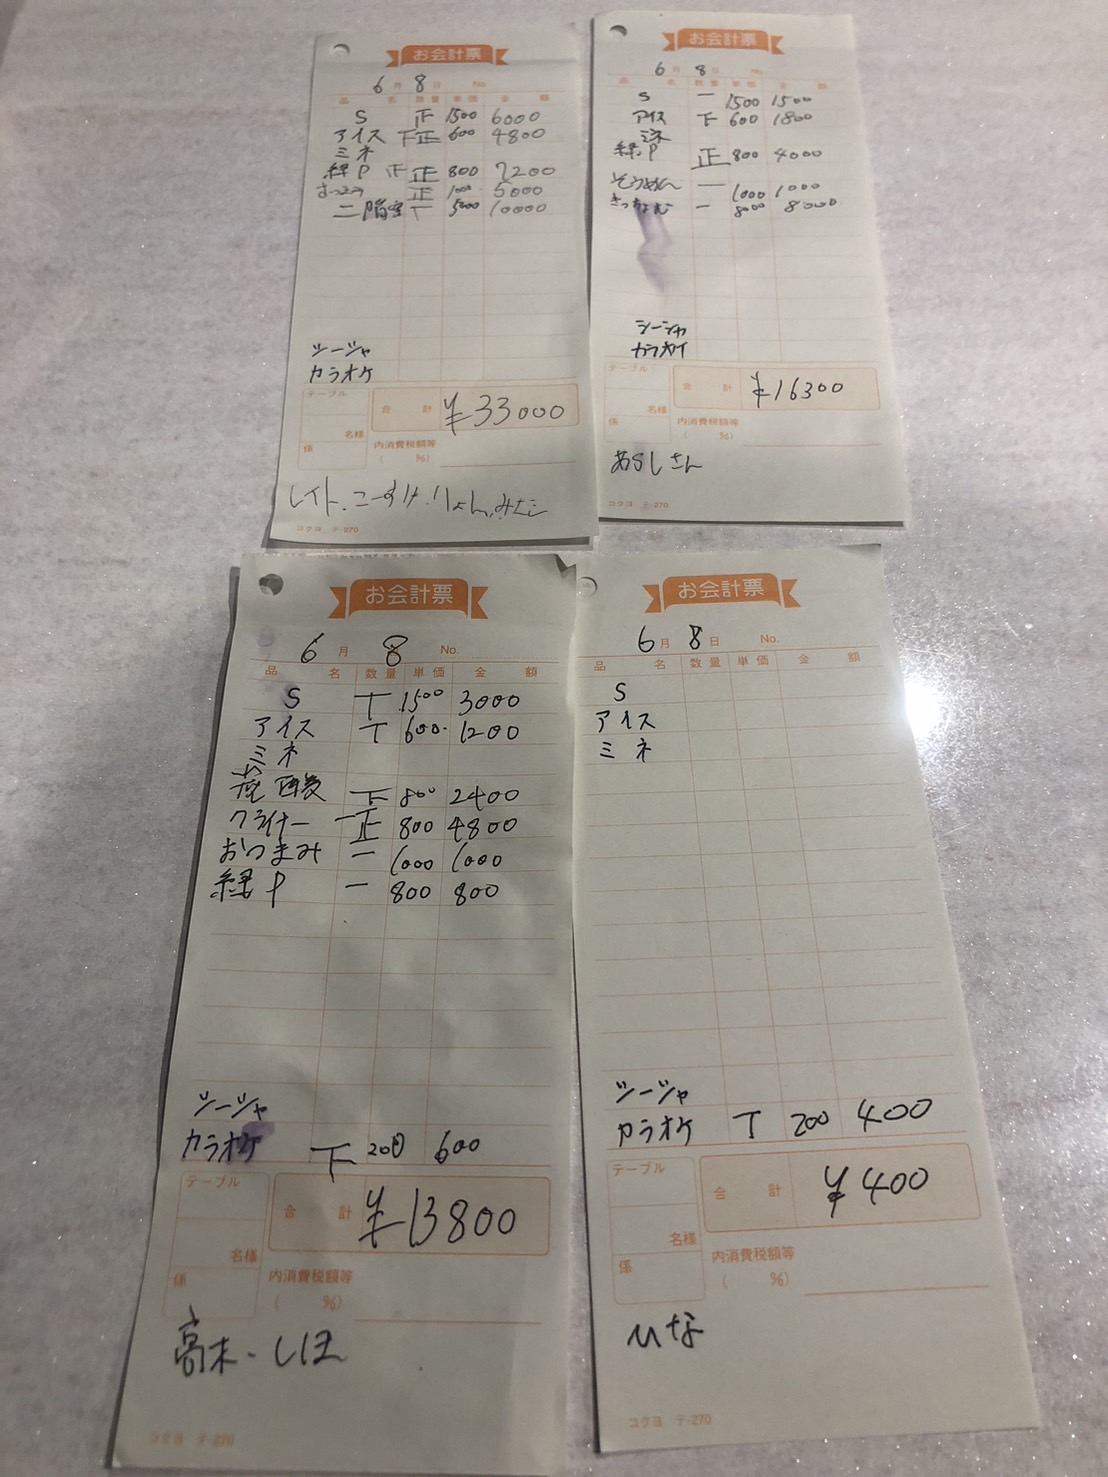 お会計票
6月 8日 No.
品 名 数量 単価 金 額
S 正 1500 6000
アイス 下正 600 4800
ミネ
緑P 正 正 800 7200
正 1000 5000
二階堂 T 5000 10000
シーシャ
カラオケ
テーブル
合 計 ¥33000
名様
係
内消費税額等
( %)
レイト、こーすけ、りょん、みなみ
コクヨ テ-270
お会計票
6月 8日 No.
品 名 数量 単価 金 額
S 一 1500 1500
アイス 下 600 1800
ミネ
緑P 正 800 4000
そうめん 一 1000 1000
きっちょむ 一 8000 8000
シーシャ
カラオケ
テーブル
合 計 ¥16300
名様
係
内消費税額等
( %)
あらしさん
コクヨ テ-270
お会計票
6月 8 No.
品 名 数量 単価 金 額
S T 1500 3000
アイス T 600 1200
ミネ
下 800 2400
クライナー 一正 800 4800
おつまみ 一 1000 1000
緑P 一 800 800
シーシャ
カラオケ 下 200 600
テーブル
合 計 ¥13800
名様
係
内消費税額等
( %)
高木・しほ
コクヨ テ-270
お会計票
6月 8日 No.
品 名 数量 単価 金 額
S
アイス
ミネ
シーシャ
カラオケ T 200 400
テーブル
合 計 ¥400
名様
係
内消費税額等
( %)
ひな
コクヨ テ-270